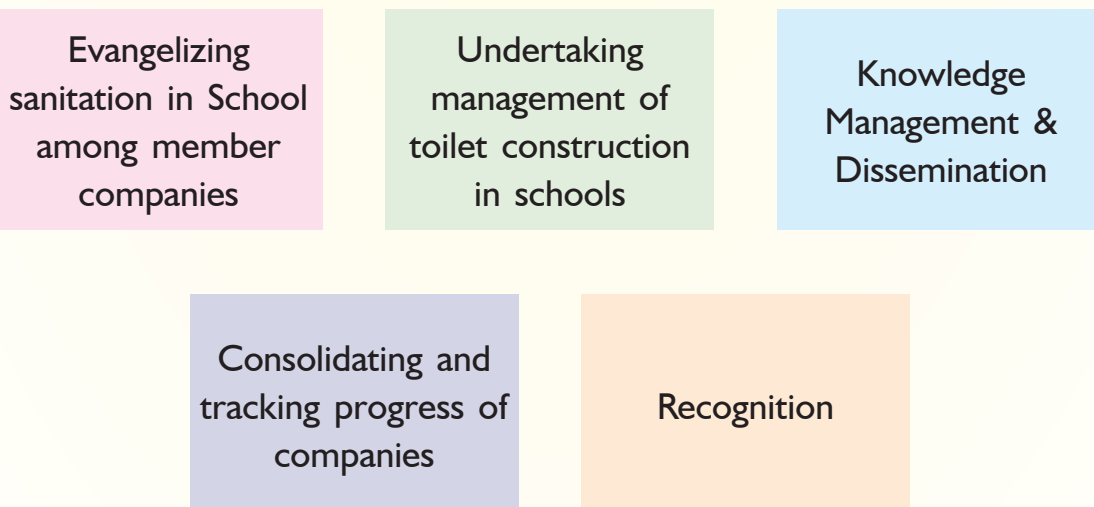 Evangelizing
sanitation in School
among member
companies
Undertaking
management of
toilet construction
in schools
Knowledge
Management &
Dissemination
Consolidating and
tracking progress of
companies
Recognition